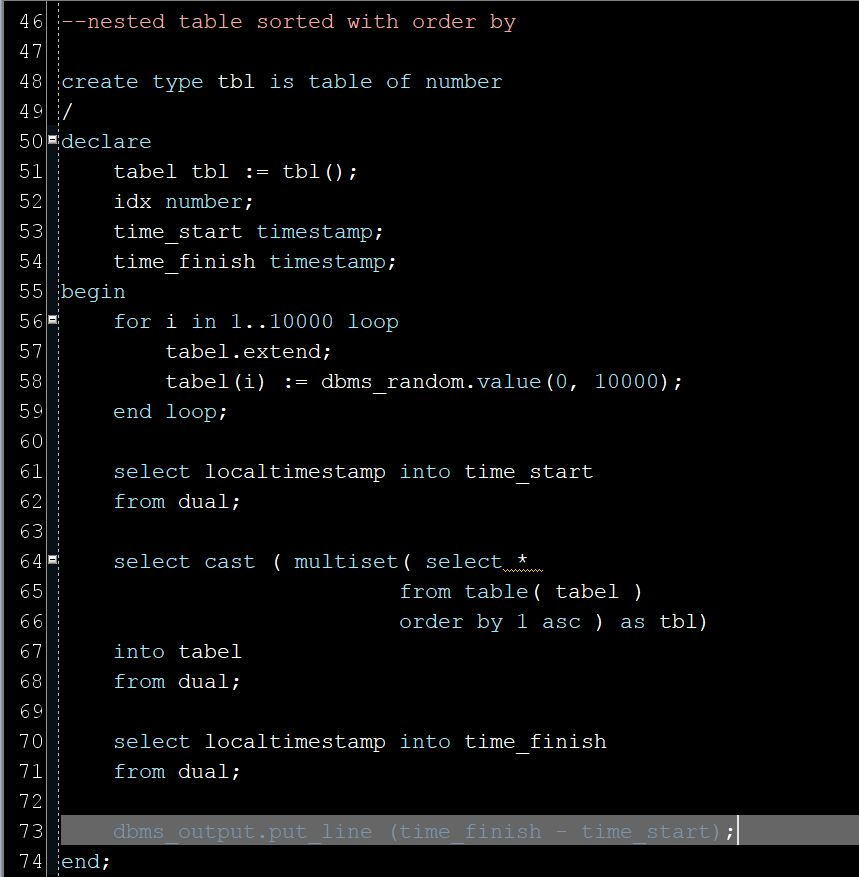 46 --nested table sorted with order by
47
48 create type tbl is table of number
49 /
50 declare
51     tabel tbl := tbl();
52     idx number;
53     time_start timestamp;
54     time_finish timestamp;
55 begin
56     for i in 1..10000 loop
57         tabel.extend;
58         tabel(i) := dbms_random.value(0, 10000);
59     end loop;
60
61     select localtimestamp into time_start
62     from dual;
63
64     select cast ( multiset( select *
65                           from table( tabel )
66                           order by 1 asc ) as tbl)
67     into tabel
68     from dual;
69
70     select localtimestamp into time_finish
71     from dual;
72
73     dbms_output.put_line (time_finish - time_start);
74 end;